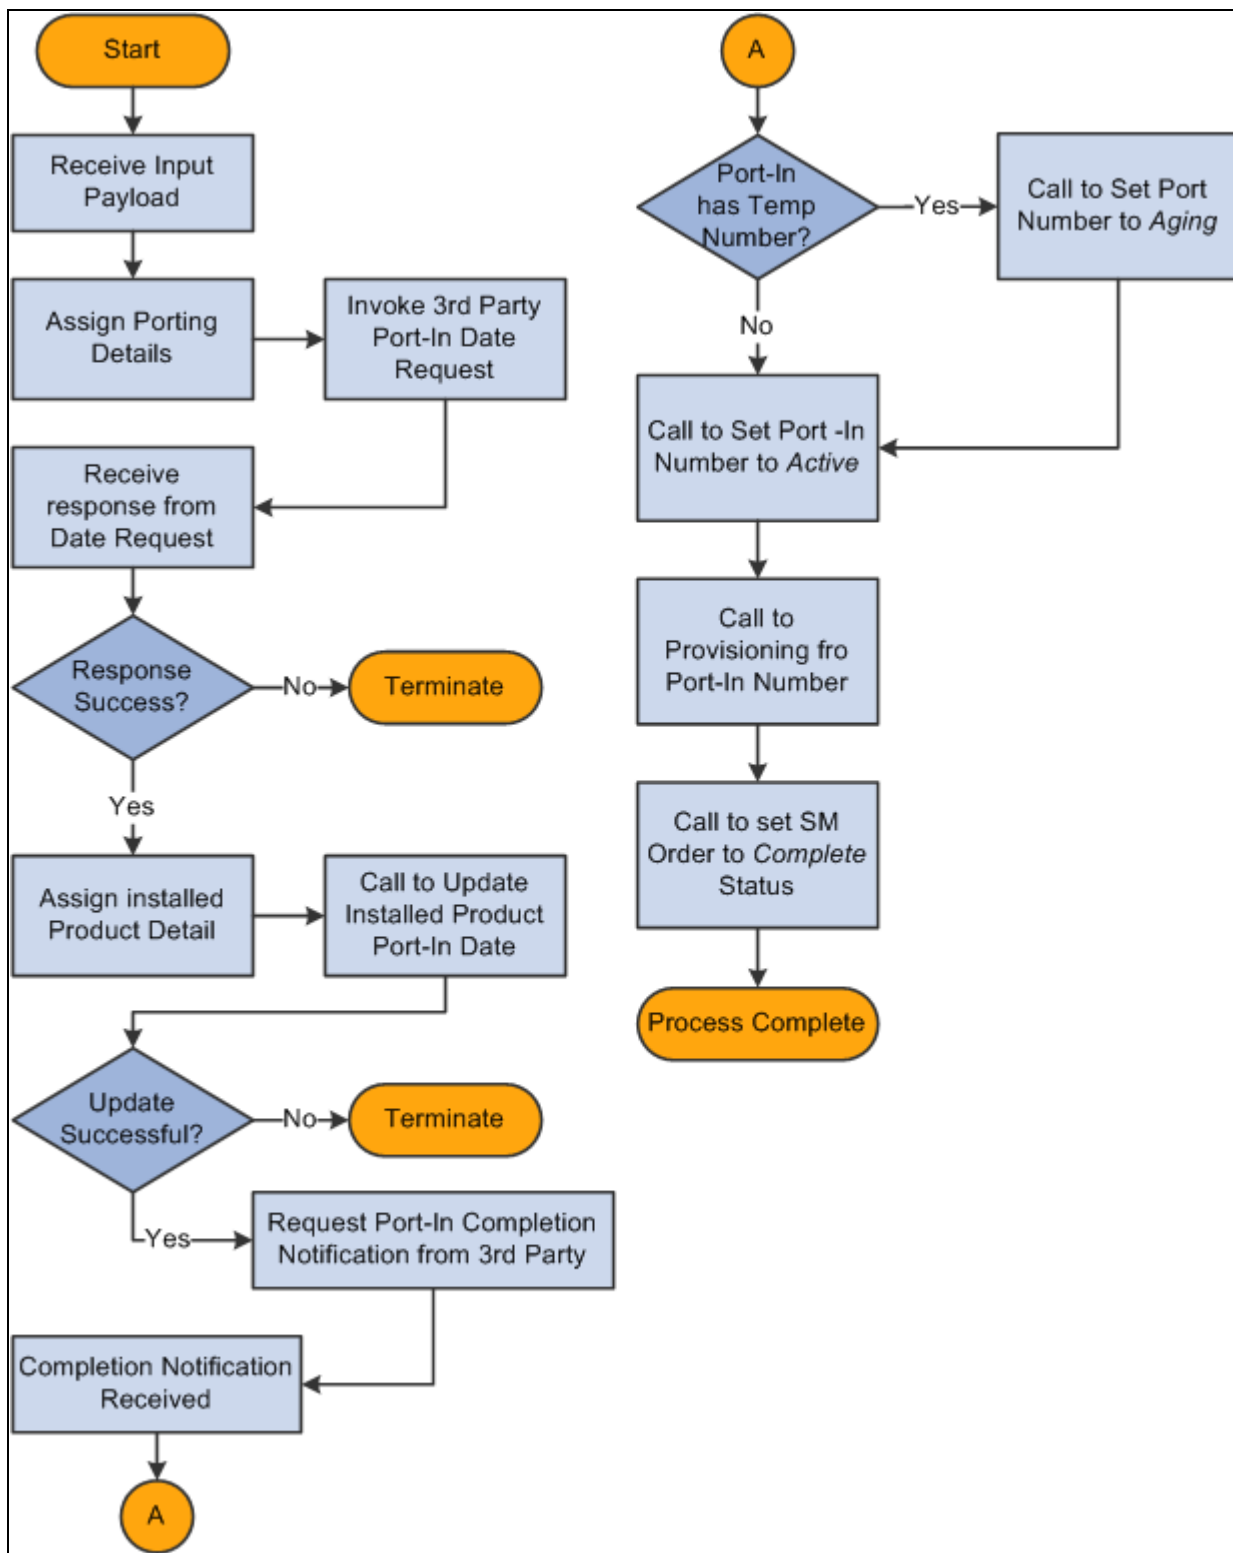 Start
Receive Input
Payload
Assign Porting
Details
Invoke 3rd Party
Port-In Date
Request
Receive
response from
Date Request
Response
Success?
No
Terminate
Yes
Assign installed
Product Detail
Call to Update
Installed Product
Port-In Date
Update
Successful?
No
Terminate
Yes
Request Port-In Completion
Notification from 3rd Party
Completion Notification
Received
A
A
Port-In
has Temp
Number?
Yes
Call to Set Port
Number to Aging
No
Call to Set Port -In
Number to Active
Call to
Provisioning fro
Port-In Number
Call to set SM
Order to Complete
Status
Process Complete